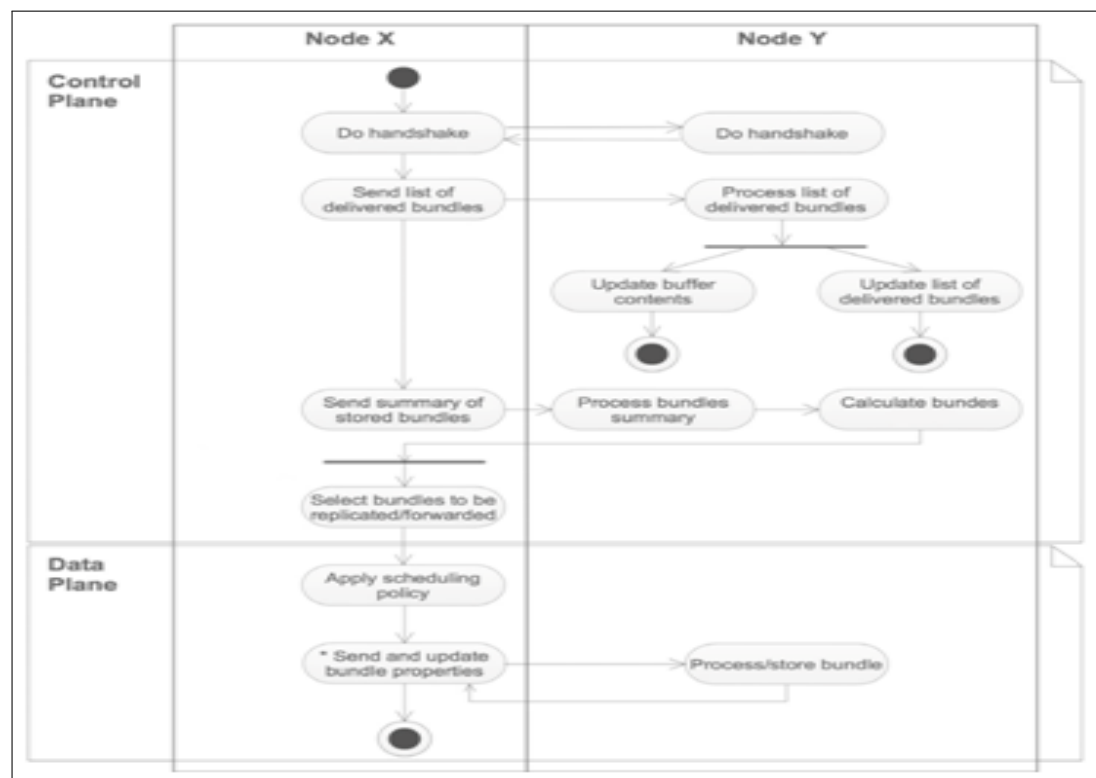 Node X
Node Y
Control
Plane
Do handshake
Do handshake
Send list of
delivered bundles
Process list of
delivered bundles
Update buffer
contents
Update list of
delivered bundles
Send summary of
stored bundles
Process bundles
summary
Calculate bundes
Select bundles to be
replicated/forwarded
Data
Plane
Apply scheduling
policy
* Send and update
bundle properties
Process/store bundle